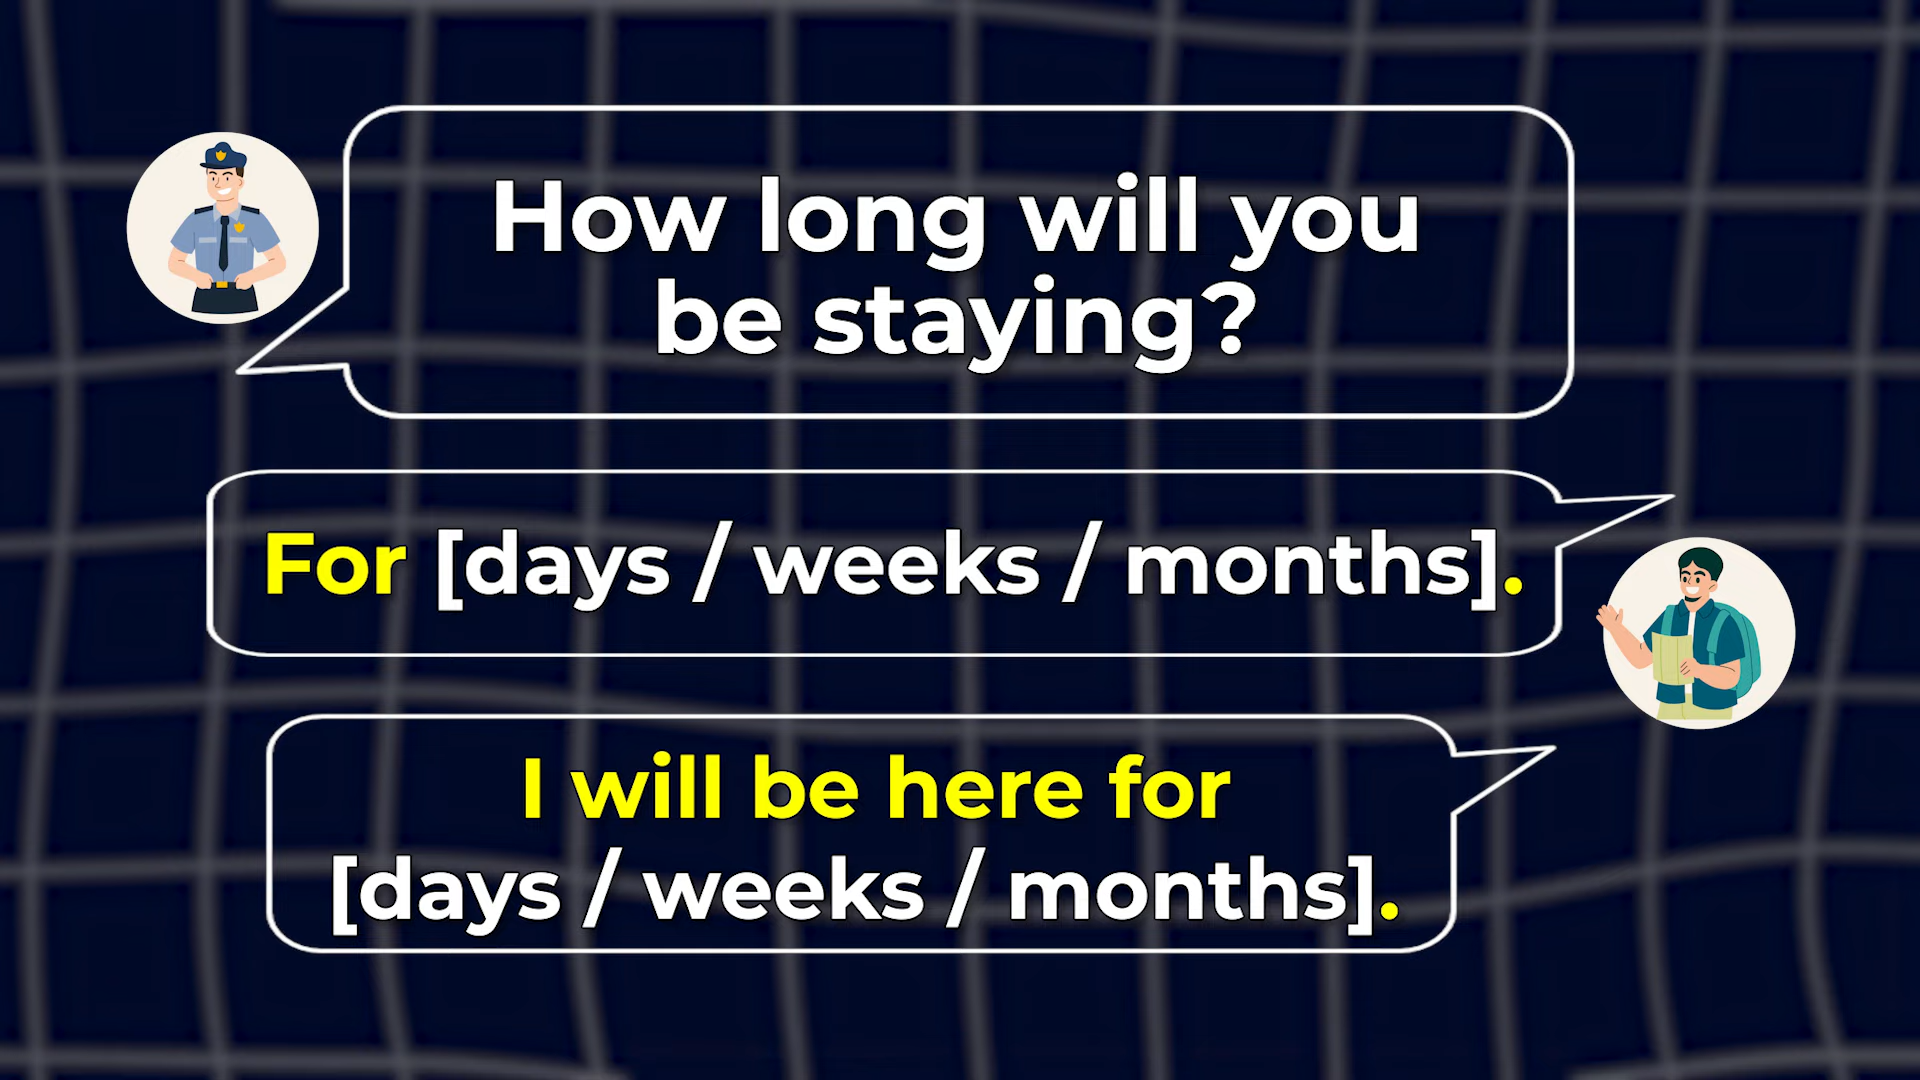 How long will you
be staying?
For [days / weeks / months].
I will be here for
[days / weeks / months].